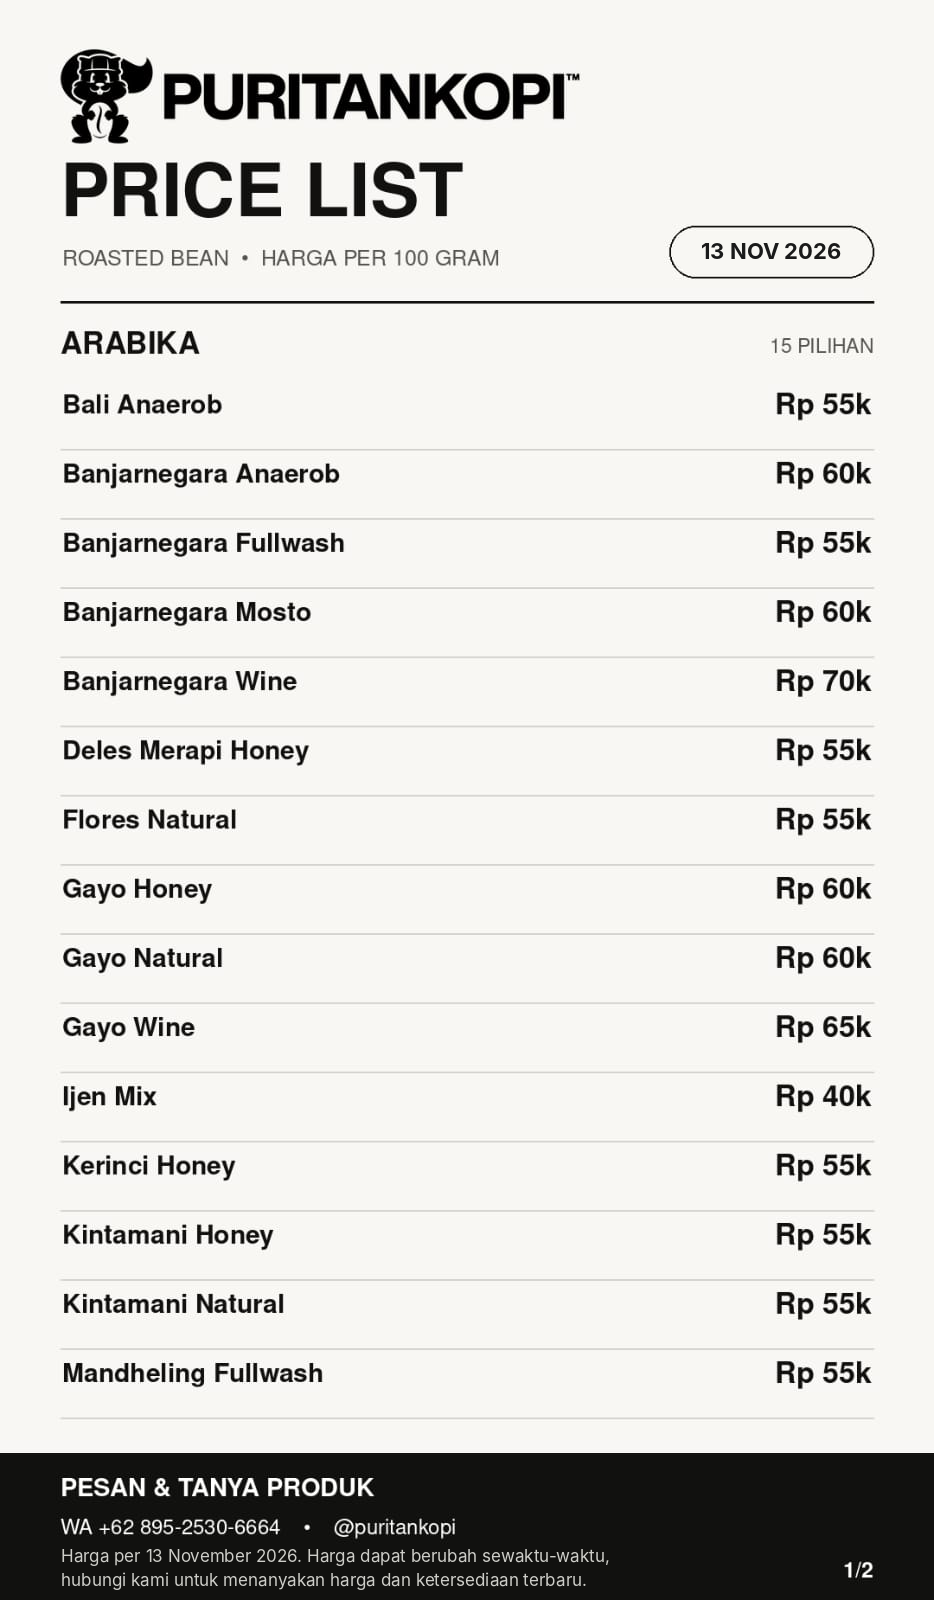 PURITANKOPI™
PRICE LIST
ROASTED BEAN • HARGA PER 100 GRAM
13 NOV 2026
ARABIKA 15 PILIHAN
Bali Anaerob Rp 55k
Banjarnegara Anaerob Rp 60k
Banjarnegara Fullwash Rp 55k
Banjarnegara Mosto Rp 60k
Banjarnegara Wine Rp 70k
Deles Merapi Honey Rp 55k
Flores Natural Rp 55k
Gayo Honey Rp 60k
Gayo Natural Rp 60k
Gayo Wine Rp 65k
Ijen Mix Rp 40k
Kerinci Honey Rp 55k
Kintamani Honey Rp 55k
Kintamani Natural Rp 55k
Mandheling Fullwash Rp 55k
PESAN & TANYA PRODUK
WA +62 895-2530-6664 • @puritankopi
Harga per 13 November 2026. Harga dapat berubah sewaktu-waktu,
hubungi kami untuk menanyakan harga dan ketersediaan terbaru.
1/2